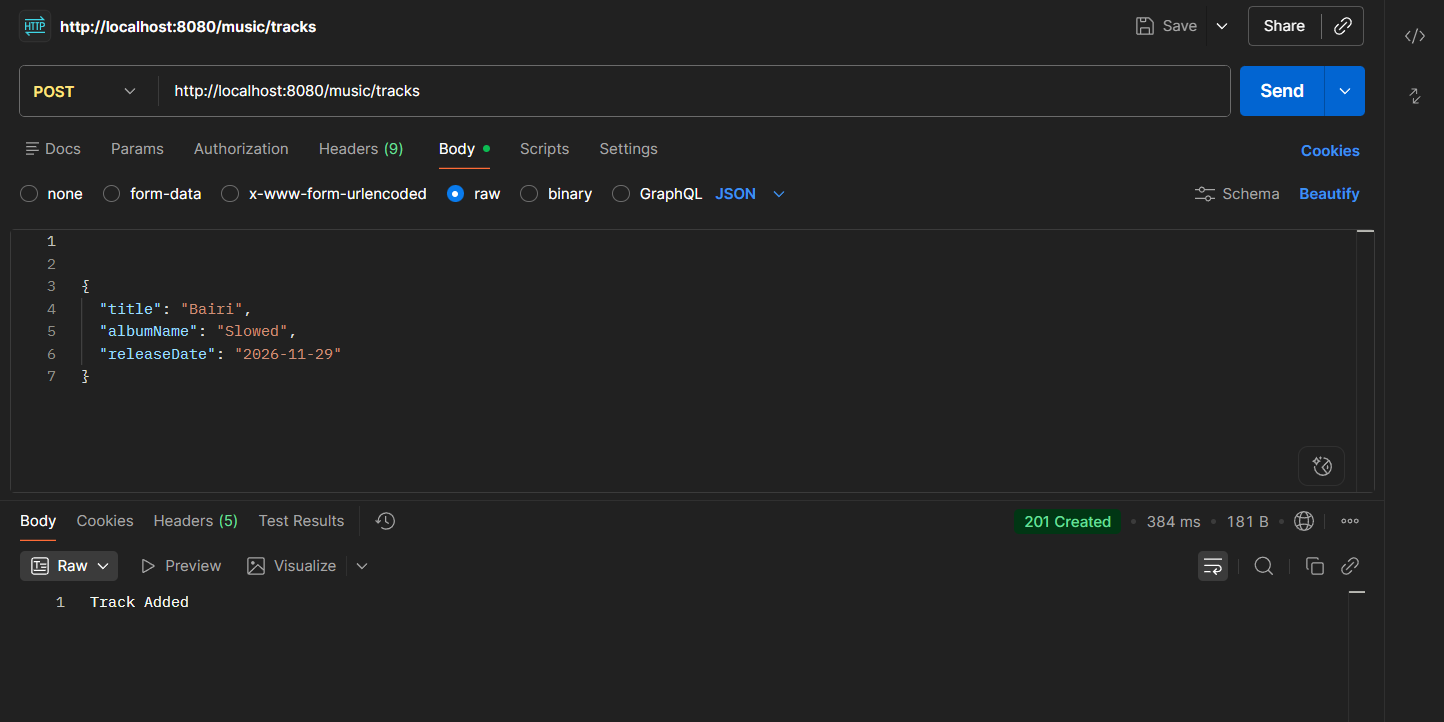 HTTP http://localhost:8080/music/tracks Save Share
POST http://localhost:8080/music/tracks Send
Docs Params Authorization Headers (9) Body Scripts Settings Cookies
none form-data x-www-form-urlencoded raw binary GraphQL JSON Schema Beautify
1
2
3 {
4 "title": "Bairi",
5 "albumName": "Slowed",
6 "releaseDate": "2026-11-29"
7 }
Body Cookies Headers (5) Test Results 201 Created 384 ms 181 B
Raw Preview Visualize
1 Track Added